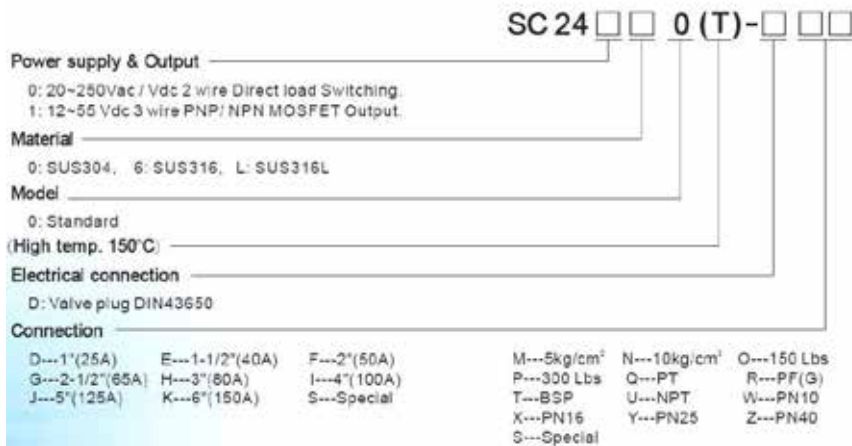 SC 24 □ □ 0 (T) - □ □ □
Power supply & Output
0: 20~250Vac / Vdc 2 wire Direct load Switching.
1: 12~55 Vdc 3 wire PNP/ NPN MOSFET Output.
Material
0: SUS304, 6: SUS316, L: SUS316L
Model
0: Standard
(High temp. 150°C)
Electrical connection
D: Valve plug DIN43650
Connection
D---1"(25A) E---1-1/2"(40A) F---2"(50A)
G---2-1/2"(65A) H---3"(80A) I---4"(100A)
J---5"(125A) K---6"(150A) S---Special
M---5kg/cm² N---10kg/cm² O---150 Lbs
P---300 Lbs Q---PT R---PF(G)
T---BSP U---NPT W---PN10
X---PN16 Y---PN25 Z---PN40
S---Special